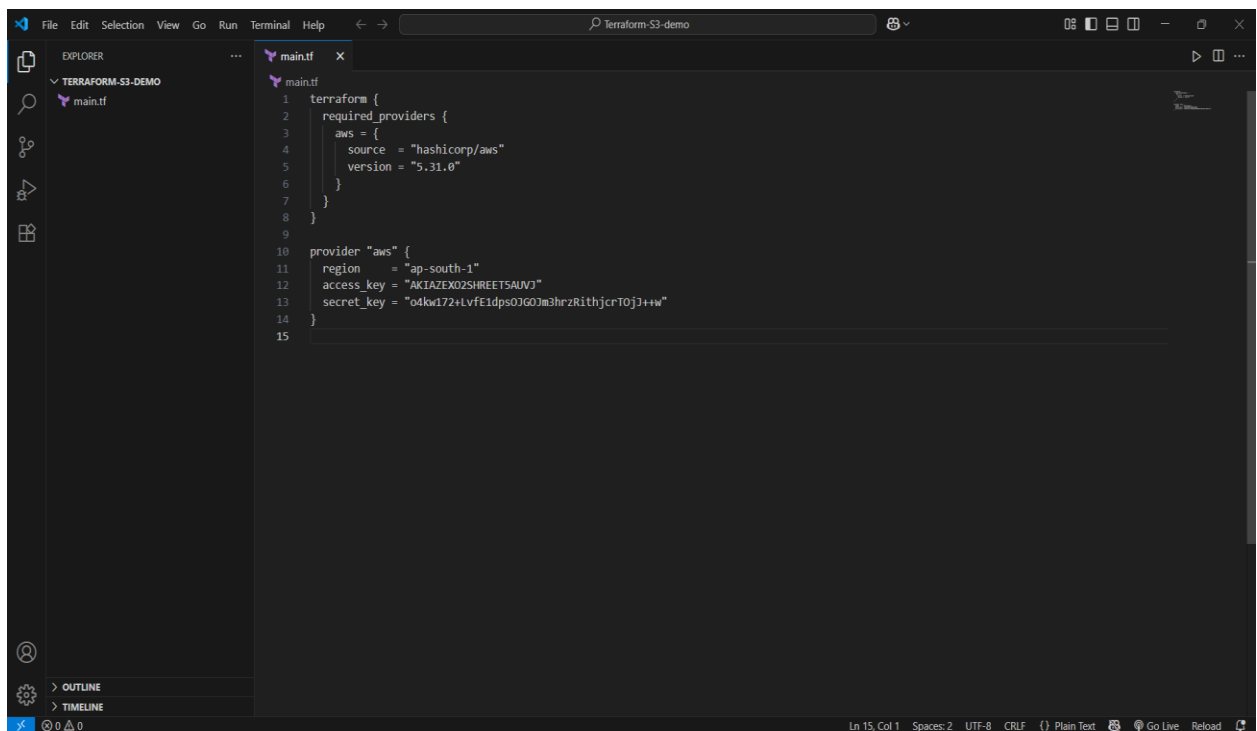 File Edit Selection View Go Run Terminal Help
Terraform-S3-demo
EXPLORER
TERRAFORM-S3-DEMO
main.tf
OUTLINE
TIMELINE
main.tf
main.tf
1 terraform {
2 required_providers {
3 aws = {
4 source = "hashicorp/aws"
5 version = "5.31.0"
6 }
7 }
8 }
9
10 provider "aws" {
11 region = "ap-south-1"
12 access_key = "AKIAZEXO2SHREET5AUVJ"
13 secret_key =
14 }
15
0 0
Ln 15, Col 1 Spaces: 2 UTF-8 CRLF {} Plain Text Go Live Reload